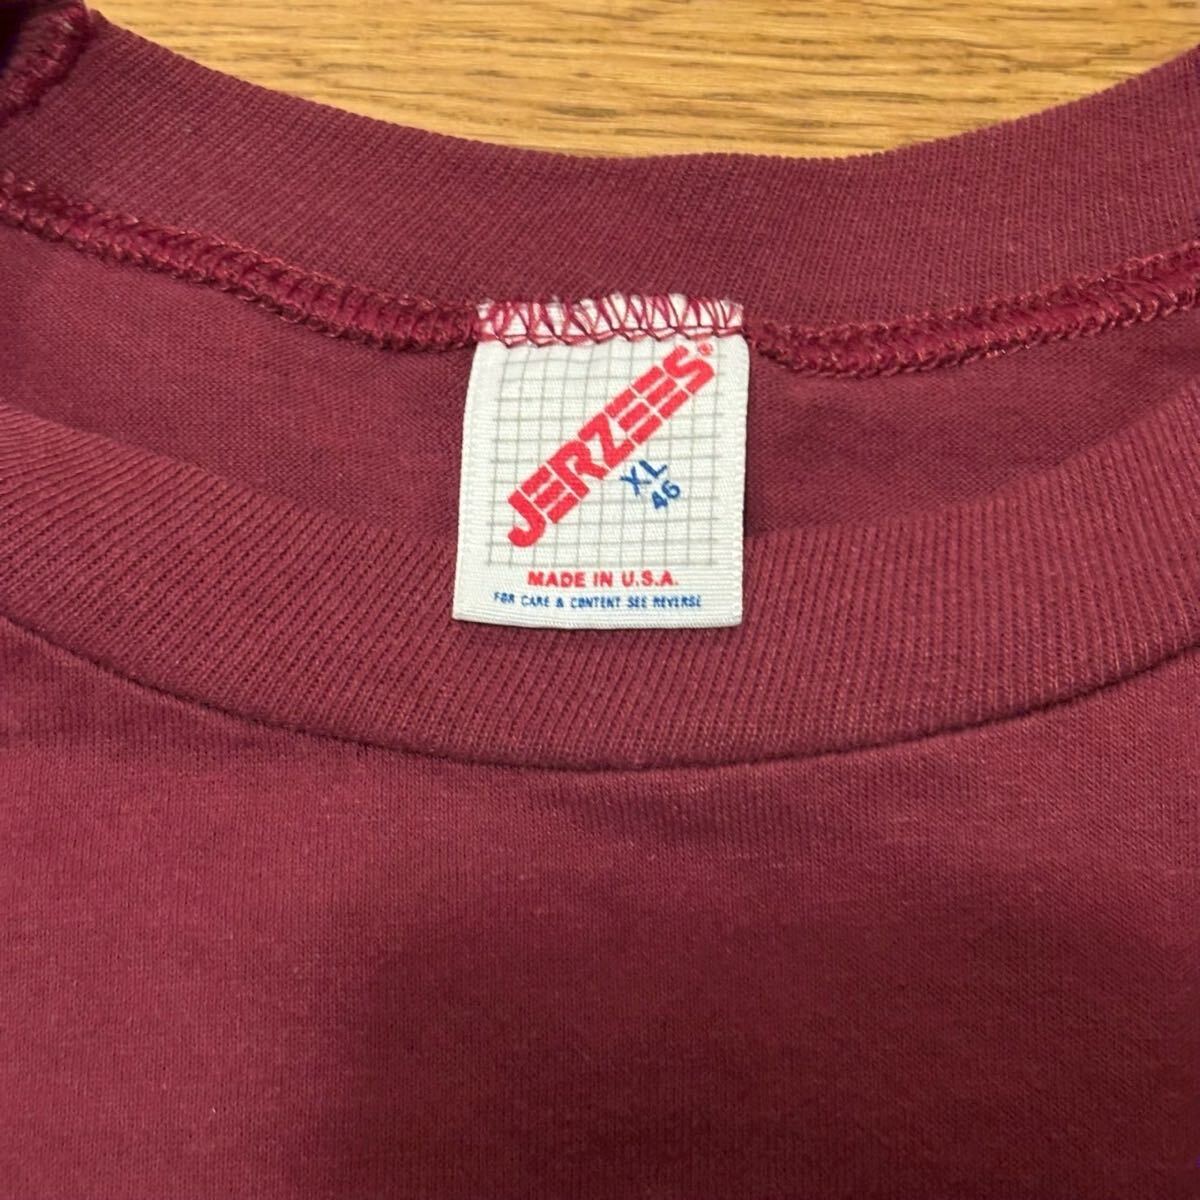 JERZEES®
XL
46
MADE IN U.S.A.
FOR CARE & CONTENT SEE REVERSE